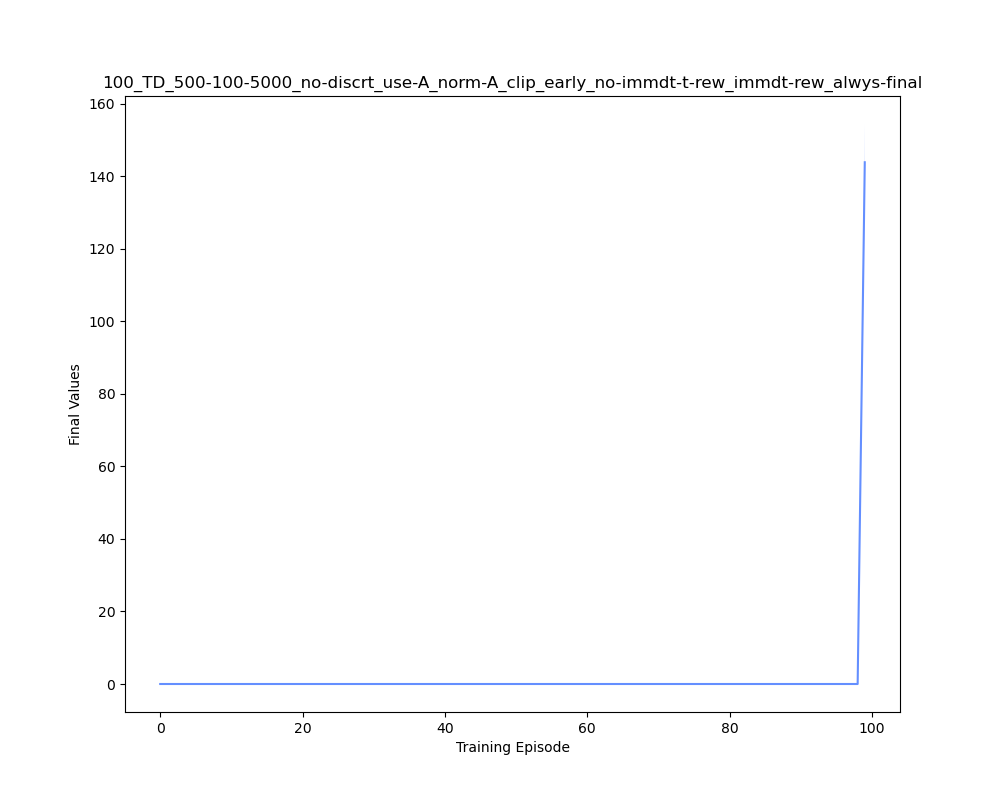 100_TD_500-100-5000_no-discrt_use-A_norm-A_clip_early_no-immdt-t-rew_immdt-rew_alwys-final
160
140
120
100
80
60
40
20
0
Final Values
0 20 40 60 80 100
Training Episode